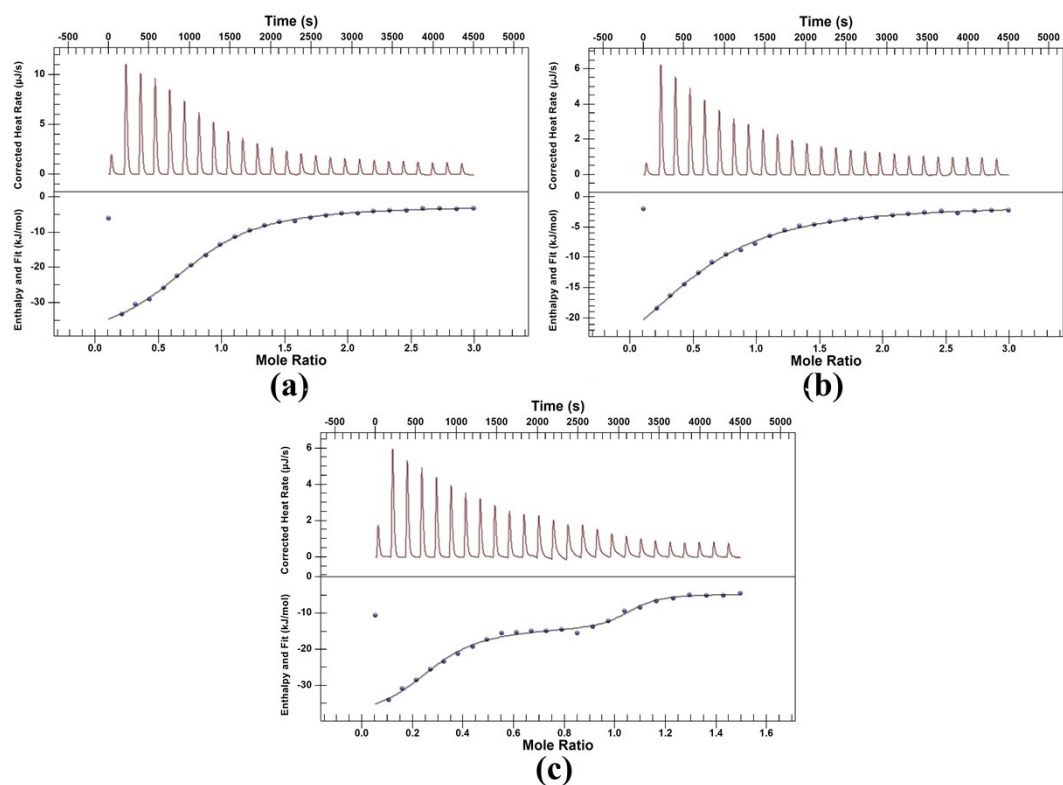 Time (s)
-500 0 500 1000 1500 2000 2500 3000 3500 4000 4500 5000
Corrected Heat Rate (µJ/s)
10
5
0
Enthalpy and Fit (kJ/mol)
0
-10
-20
-30
0.0 0.5 1.0 1.5 2.0 2.5 3.0
Mole Ratio
(a)
Time (s)
-500 0 500 1000 1500 2000 2500 3000 3500 4000 4500 5000
Corrected Heat Rate (µJ/s)
6
4
2
0
Enthalpy and Fit (kJ/mol)
0
-5
-10
-15
-20
0.0 0.5 1.0 1.5 2.0 2.5 3.0
Mole Ratio
(b)
Time (s)
-500 0 500 1000 1500 2000 2500 3000 3500 4000 4500 5000
Corrected Heat Rate (µJ/s)
6
4
2
0
Enthalpy and Fit (kJ/mol)
0
-10
-20
-30
0.0 0.2 0.4 0.6 0.8 1.0 1.2 1.4 1.6
Mole Ratio
(c)